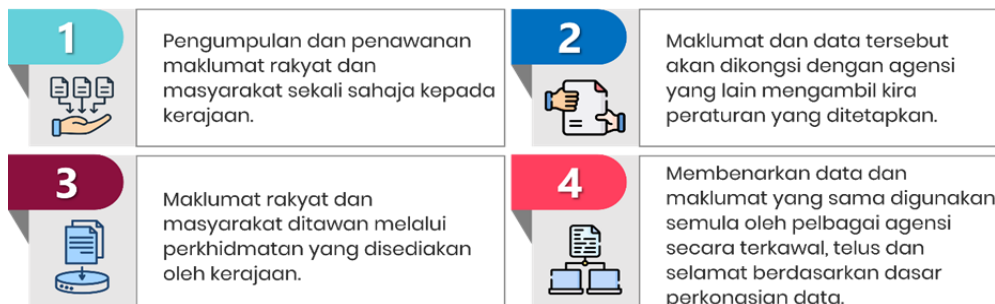 1
Pengumpulan dan penawanan
maklumat rakyat dan
masyarakat sekali sahaja kepada
kerajaan.
2
Maklumat dan data tersebut
akan dikongsi dengan agensi
yang lain mengambil kira
peraturan yang ditetapkan.
3
Maklumat rakyat dan
masyarakat ditawan melalui
perkhidmatan yang disediakan
oleh kerajaan.
4
Membenarkan data dan
maklumat yang sama digunakan
semula oleh pelbagai agensi
secara terkawal, telus dan
selamat berdasarkan dasar
perkongsian data.